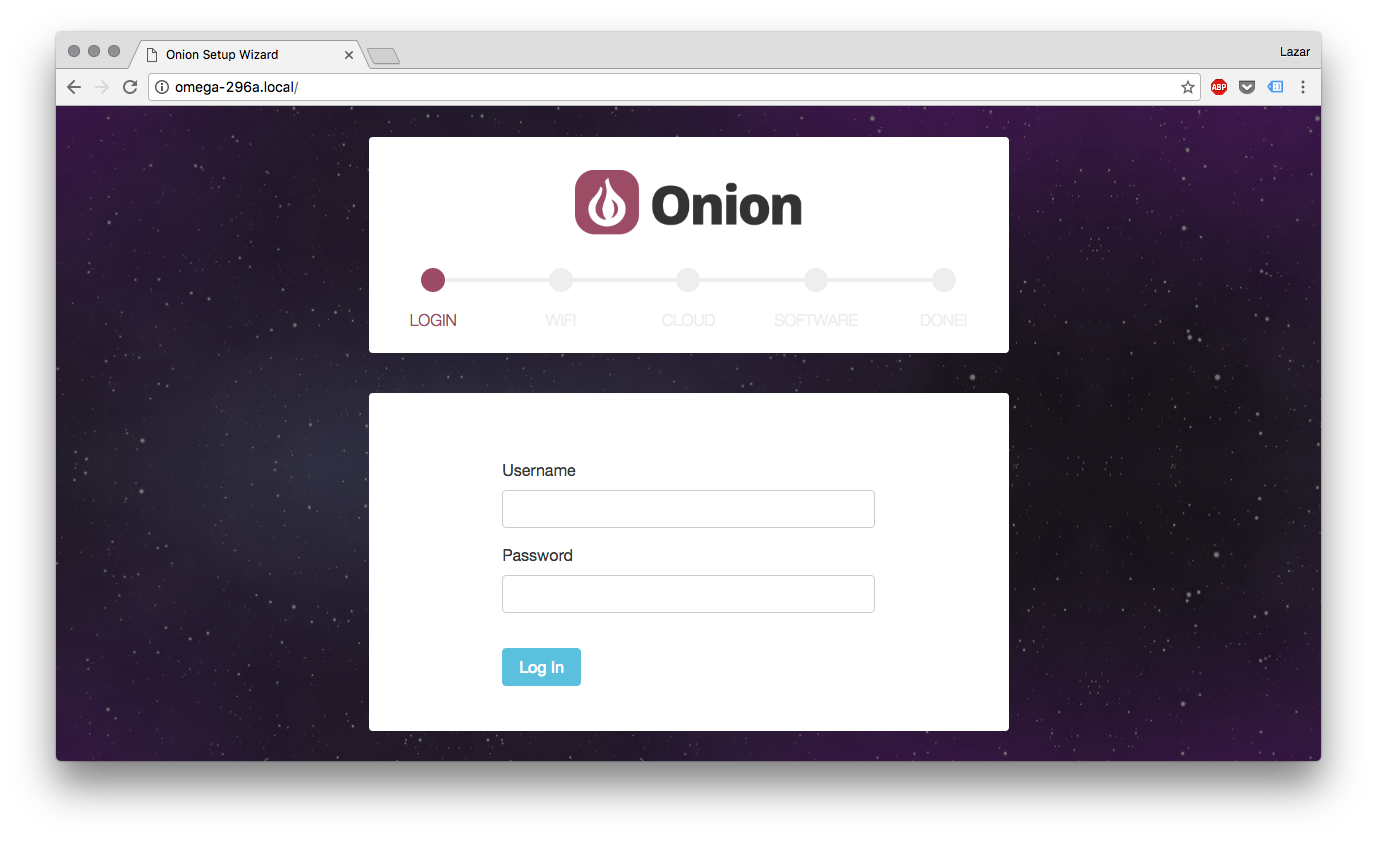 Onion Setup Wizard
Lazar
omega-296a.local/
ABP
Onion
LOGIN WIFI CLOUD SOFTWARE DONE!
Username
Password
Log In